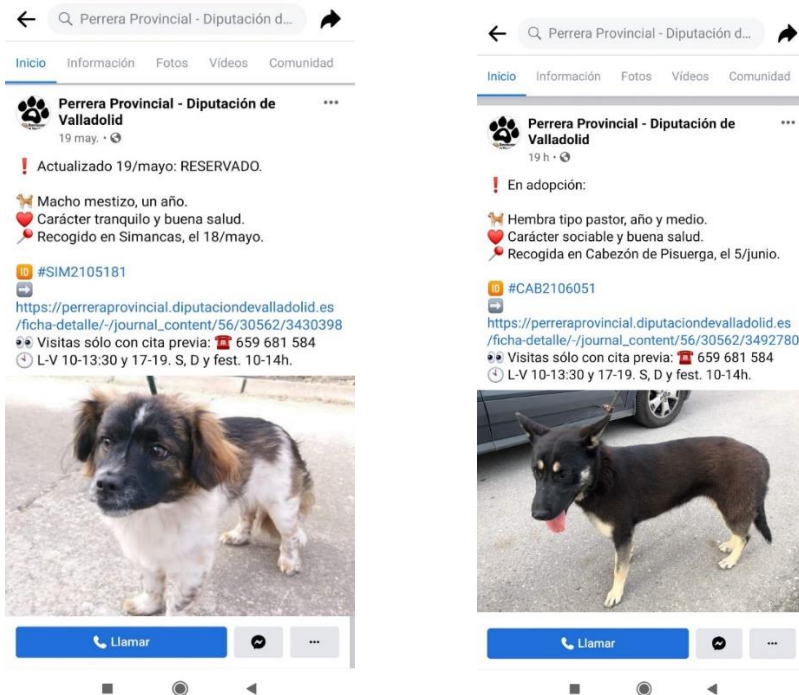 Perrera Provincial - Diputación d...
Inicio Información Fotos Vídeos Comunidad
Perrera Provincial - Diputación de
Valladolid
19 may.
Actualizado 19/mayo: RESERVADO.
Macho mestizo, un año.
Carácter tranquilo y buena salud.
Recogido en Simancas, el 18/mayo.
ID #SIM2105181
https://perreraprovincial.diputaciondevalladolid.es
/ficha-detalle/-/journal_content/56/30562/3430398
Visitas sólo con cita previa: 659 681 584
L-V 10-13:30 y 17-19. S, D y fest. 10-14h.
Llamar
Perrera Provincial - Diputación d...
Inicio Información Fotos Vídeos Comunidad
Perrera Provincial - Diputación de
Valladolid
19 h
En adopción:
Hembra tipo pastor, año y medio.
Carácter sociable y buena salud.
Recogida en Cabezón de Pisuerga, el 5/junio.
ID #CAB2106051
https://perreraprovincial.diputaciondevalladolid.es
/ficha-detalle/-/journal_content/56/30562/3492780
Visitas sólo con cita previa: 659 681 584
L-V 10-13:30 y 17-19. S, D y fest. 10-14h.
Llamar